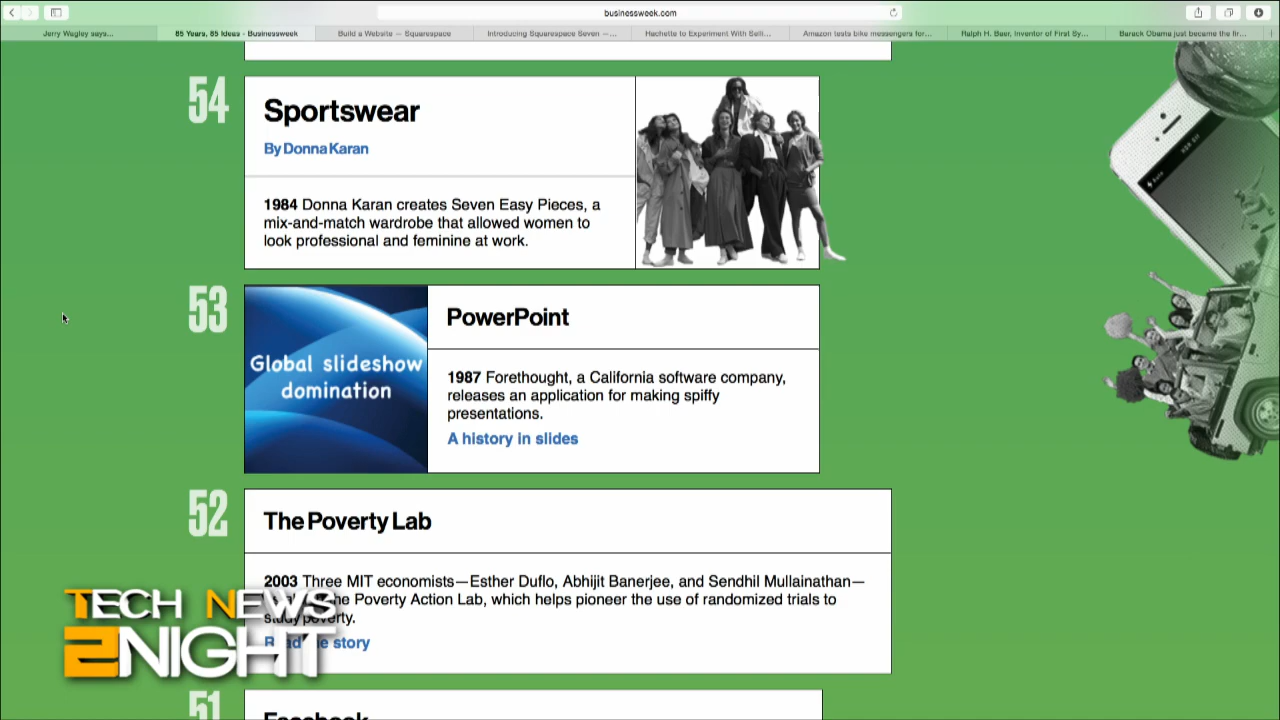 businessweek.com
Jerry Wagley says...
85 Years, 85 Ideas - Businessweek
Build a Website — Squarespace
Introducing Squarespace Seven —...
Hachette to Experiment With Selli...
Amazon tests bike messengers for...
Ralph H. Baer, Inventor of First Sy...
Barack Obama just became the fir...
54
Sportswear
By Donna Karan
1984 Donna Karan creates Seven Easy Pieces, a
mix-and-match wardrobe that allowed women to
look professional and feminine at work.
53
Global slideshow
domination
PowerPoint
1987 Forethought, a California software company,
releases an application for making spiffy
presentations.
A history in slides
52
The Poverty Lab
2003 Three MIT economists—Esther Duflo, Abhijit Banerjee, and Sendhil Mullainathan—
Poverty Action Lab, which helps pioneer the use of randomized trials to
study poverty.
story
TECH NEWS
2NIGHT
51
Facebook